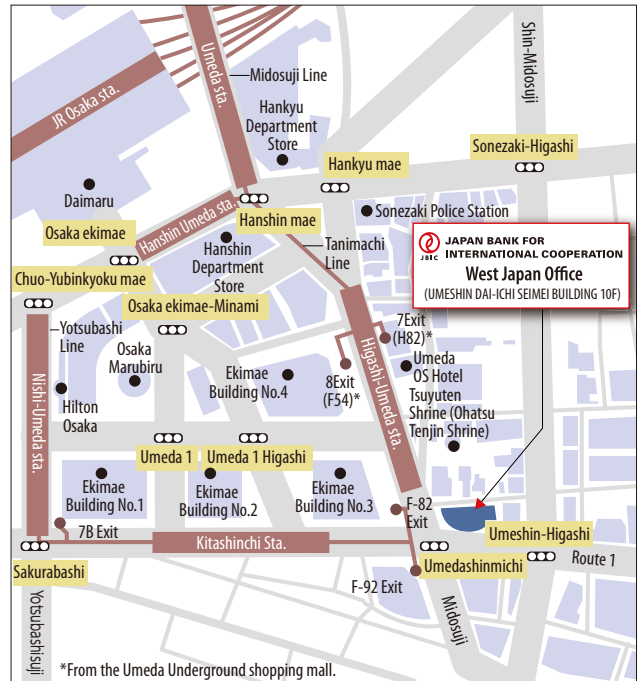 Umeda sta.
Midosuji Line
JR Osaka sta.
Shin-Midosuji
Hankyu
Department
Store
Hankyu mae
Sonezaki-Higashi
Daimaru
Hanshin Umeda sta.
Hanshin mae
Sonezaki Police Station
Osaka ekimae
Hanshin
Department
Store
Tanimachi
Line
JBIC
JAPAN BANK FOR
INTERNATIONAL COOPERATION
West Japan Office
(UMESHIN DAI-ICHI SEIMEI BUILDING 10F)
Chuo-Yubinkyoku mae
Osaka ekimae-Minami
Yotsubashi
Line
Osaka
Marubiru
7Exit
(H82)*
Higashi-Umeda sta.
Nishi-Umeda sta.
Hilton
Osaka
Ekimae
Building No.4
8Exit
(F54)*
Umeda
OS Hotel
Tsuyuten
Shrine (Ohatsu
Tenjin Shrine)
Umeda 1
Umeda 1 Higashi
Ekimae
Building No.1
Ekimae
Building No.2
Ekimae
Building No.3
F-82
Exit
7B Exit
Kitashinchi Sta.
Umeshin-Higashi
Route 1
Sakurabashi
Umedashinmichi
F-92 Exit
Yotsubashisuji
Midosuji
*From the Umeda Underground shopping mall.